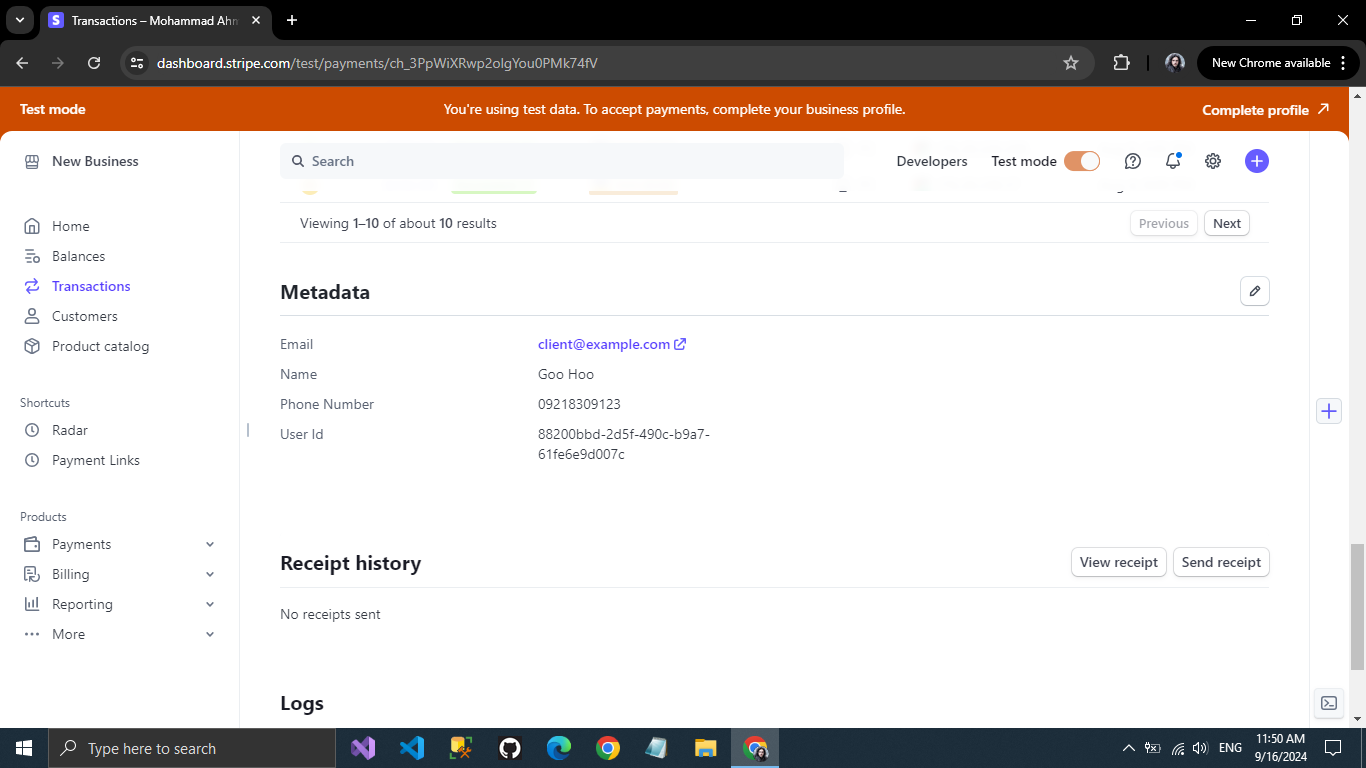 Transactions – Mohammad Ahm
dashboard.stripe.com/test/payments/ch_3PpWiXRwp2olgYou0PMk74fV
New Chrome available
Test mode
You're using test data. To accept payments, complete your business profile.
Complete profile
New Business
Search
Developers
Test mode
Home
Balances
Transactions
Customers
Product catalog
Shortcuts
Radar
Payment Links
Products
Payments
Billing
Reporting
More
Viewing 1–10 of about 10 results
Previous
Next
Metadata
Email client@example.com
Name Goo Hoo
Phone Number 09218309123
User Id 88200bbd-2d5f-490c-b9a7-
61fe6e9d007c
Receipt history
View receipt
Send receipt
No receipts sent
Logs
Type here to search
ENG
11:50 AM
9/16/2024